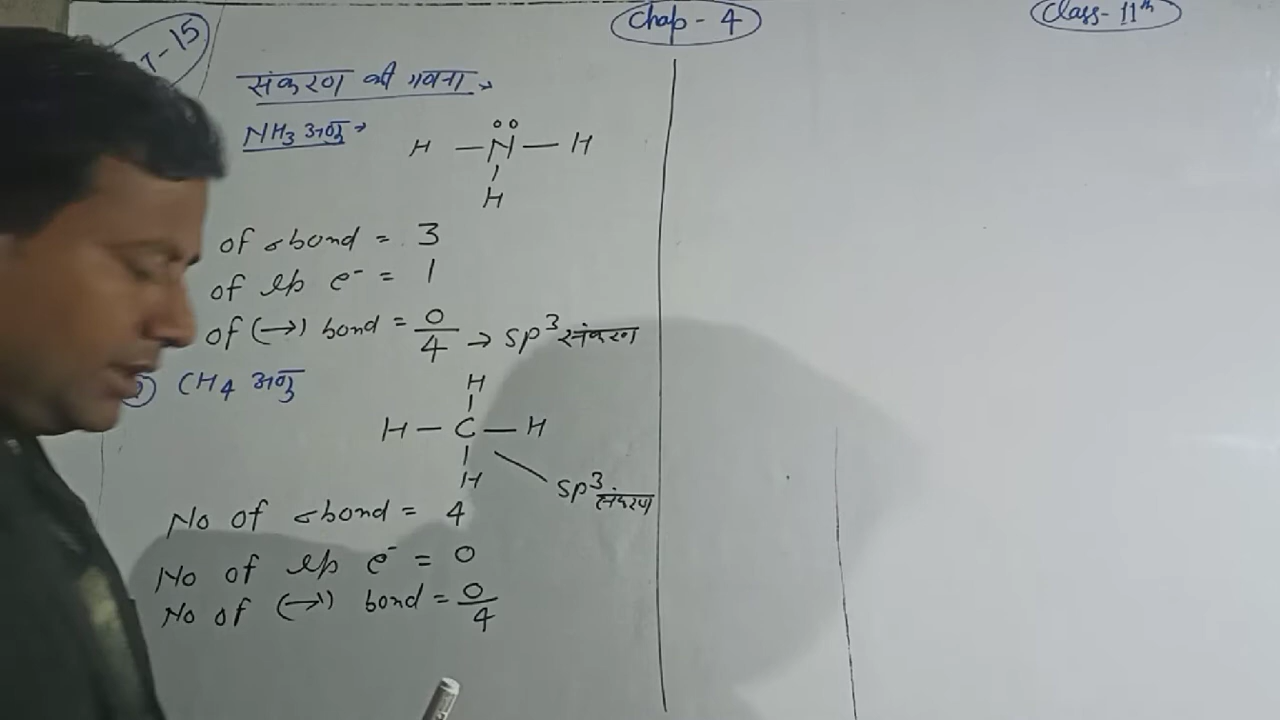 T-15
Chap - 4
Class - 11th
संकरण की गणना →
NH3 अणु →
H — N̈ — H
H
of σ bond = 3
of lp e- = 1
of (→) bond = 0
4 → sp3 संकरण
CH4 अणु
H
H — C — H
H
sp3 संकरण
No of σ bond = 4
No of lp e- = 0
No of (→) bond = 0
4